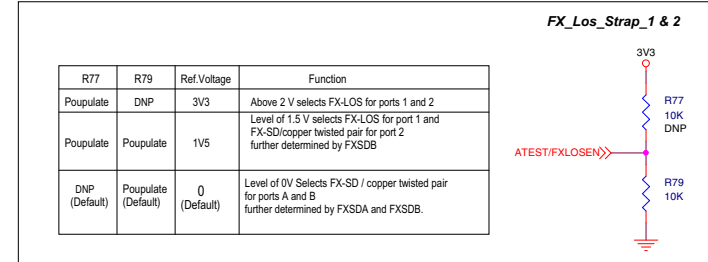 FX_Los_Strap_1 & 2
R77 R79 Ref.Voltage Function
Poupulate DNP 3V3 Above 2 V selects FX-LOS for ports 1 and 2
Poupulate Poupulate 1V5 Level of 1.5 V selects FX-LOS for port 1 and
FX-SD/copper twisted pair for port 2
further determined by FXSDB
DNP (Default) Poupulate (Default) 0 (Default) Level of 0V Selects FX-SD / copper twisted pair
for ports A and B
further determined by FXSDA and FXSDB.
3V3
R77
10K
DNP
ATEST/FXLOSEN
R79
10K